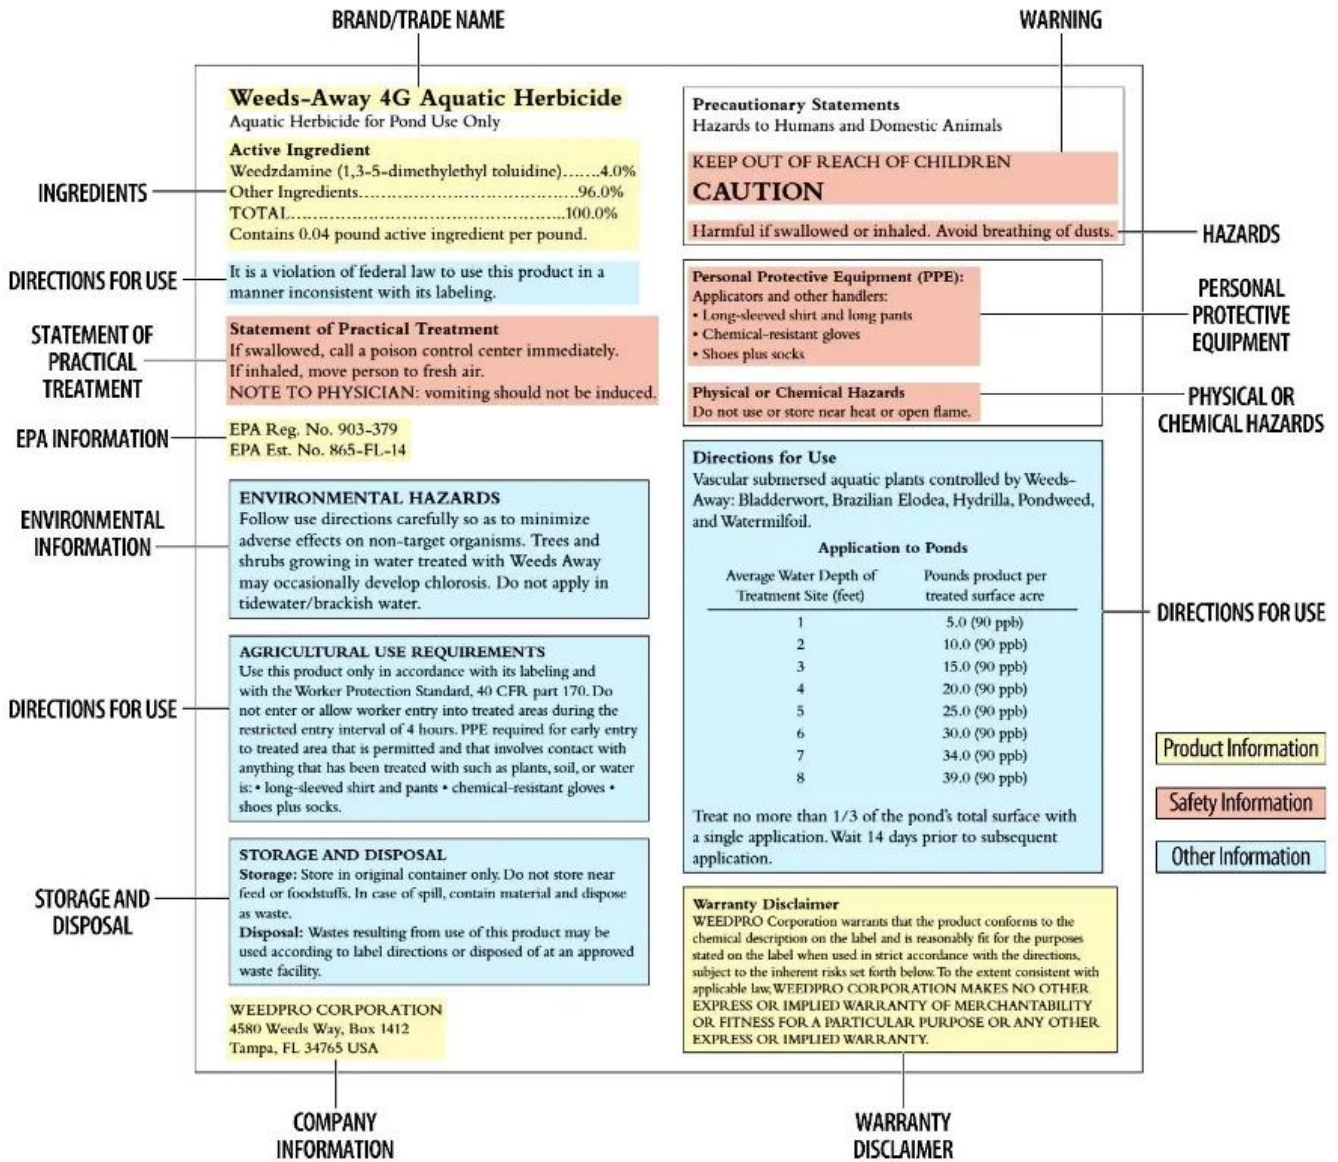 BRAND/TRADE NAME
WARNING
Weeds-Away 4G Aquatic Herbicide
Aquatic Herbicide for Pond Use Only
Active Ingredient
Weedzdamine (1,3-5-dimethylethyl toluidine).......4.0%
Other Ingredients........................................96.0%
TOTAL...................................................100.0%
Contains 0.04 pound active ingredient per pound.
INGREDIENTS
DIRECTIONS FOR USE
It is a violation of federal law to use this product in a
manner inconsistent with its labeling.
STATEMENT OF
PRACTICAL
TREATMENT
Statement of Practical Treatment
If swallowed, call a poison control center immediately.
If inhaled, move person to fresh air.
NOTE TO PHYSICIAN: vomiting should not be induced.
EPA INFORMATION
EPA Reg. No. 903-379
EPA Est. No. 865-FL-14
ENVIRONMENTAL
INFORMATION
ENVIRONMENTAL HAZARDS
Follow use directions carefully so as to minimize
adverse effects on non-target organisms. Trees and
shrubs growing in water treated with Weeds Away
may occasionally develop chlorosis. Do not apply in
tidewater/brackish water.
DIRECTIONS FOR USE
AGRICULTURAL USE REQUIREMENTS
Use this product only in accordance with its labeling and
with the Worker Protection Standard, 40 CFR part 170. Do
not enter or allow worker entry into treated areas during the
restricted entry interval of 4 hours. PPE required for early entry
to treated area that is permitted and that involves contact with
anything that has been treated with such as plants, soil, or water
is: • long-sleeved shirt and pants • chemical-resistant gloves •
shoes plus socks.
STORAGE AND
DISPOSAL
STORAGE AND DISPOSAL
Storage: Store in original container only. Do not store near
feed or foodstuffs. In case of spill, contain material and dispose
as waste.
Disposal: Wastes resulting from use of this product may be
used according to label directions or disposed of at an approved
waste facility.
WEEDPRO CORPORATION
4580 Weeds Way, Box 1412
Tampa, FL 34765 USA
COMPANY
INFORMATION
Precautionary Statements
Hazards to Humans and Domestic Animals
KEEP OUT OF REACH OF CHILDREN
CAUTION
Harmful if swallowed or inhaled. Avoid breathing of dusts.
HAZARDS
Personal Protective Equipment (PPE):
Applicators and other handlers:
• Long-sleeved shirt and long pants
• Chemical-resistant gloves
• Shoes plus socks
PERSONAL
PROTECTIVE
EQUIPMENT
Physical or Chemical Hazards
Do not use or store near heat or open flame.
PHYSICAL OR
CHEMICAL HAZARDS
Directions for Use
Vascular submersed aquatic plants controlled by Weeds-
Away: Bladderwort, Brazilian Elodea, Hydrilla, Pondweed,
and Watermilfoil.
Application to Ponds
Average Water Depth of Pounds product per
Treatment Site (feet) treated surface acre
1 5.0 (90 ppb)
2 10.0 (90 ppb)
3 15.0 (90 ppb)
4 20.0 (90 ppb)
5 25.0 (90 ppb)
6 30.0 (90 ppb)
7 34.0 (90 ppb)
8 39.0 (90 ppb)
Treat no more than 1/3 of the pond's total surface with
a single application. Wait 14 days prior to subsequent
application.
DIRECTIONS FOR USE
Product Information
Safety Information
Other Information
Warranty Disclaimer
WEEDPRO Corporation warrants that the product conforms to the
chemical description on the label and is reasonably fit for the purposes
stated on the label when used in strict accordance with the directions,
subject to the inherent risks set forth below. To the extent consistent with
applicable law, WEEDPRO CORPORATION MAKES NO OTHER
EXPRESS OR IMPLIED WARRANTY OF MERCHANTABILITY
OR FITNESS FOR A PARTICULAR PURPOSE OR ANY OTHER
EXPRESS OR IMPLIED WARRANTY.
WARRANTY
DISCLAIMER